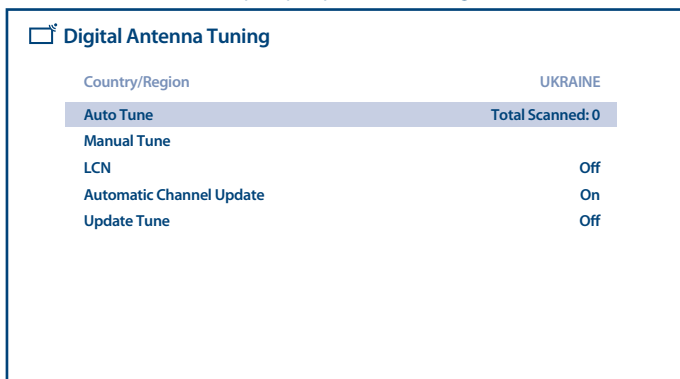 Digital Antenna Tuning
Country/Region UKRAINE
Auto Tune Total Scanned: 0
Manual Tune
LCN Off
Automatic Channel Update On
Update Tune Off